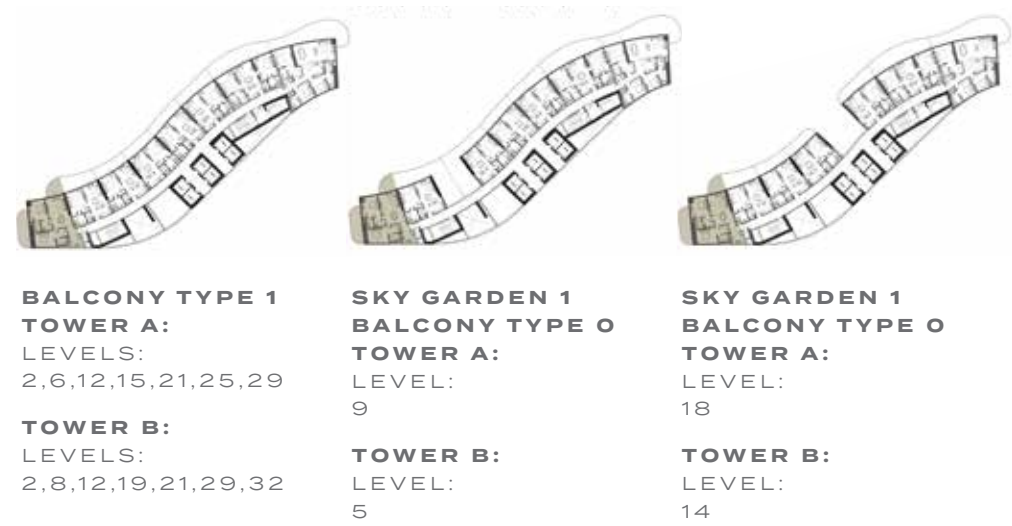 BALCONY TYPE 1
TOWER A:
LEVELS:
2,6,12,15,21,25,29
TOWER B:
LEVELS:
2,8,12,19,21,29,32
SKY GARDEN 1
BALCONY TYPE 0
TOWER A:
LEVEL:
9
TOWER B:
LEVEL:
5
SKY GARDEN 1
BALCONY TYPE 0
TOWER A:
LEVEL:
18
TOWER B:
LEVEL:
14